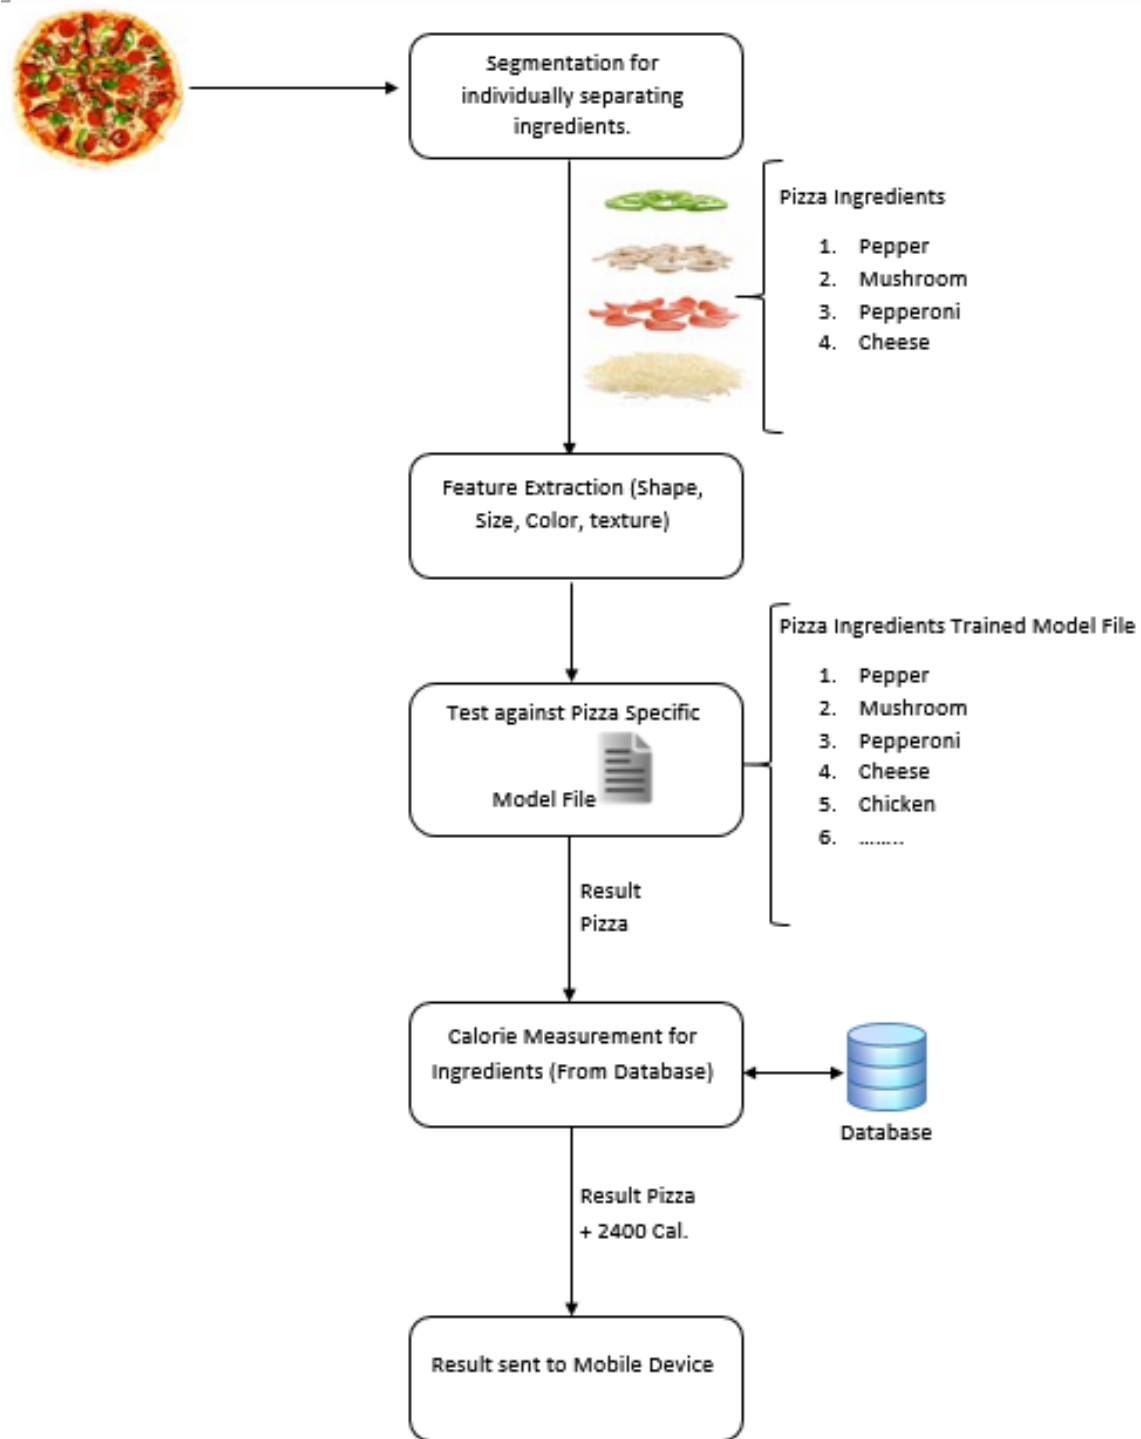 Segmentation for
individually separating
ingredients.
Pizza Ingredients
1. Pepper
2. Mushroom
3. Pepperoni
4. Cheese
Feature Extraction (Shape,
Size, Color, texture)
Test against Pizza Specific
Model File
Pizza Ingredients Trained Model File
1. Pepper
2. Mushroom
3. Pepperoni
4. Cheese
5. Chicken
6. ........
Result
Pizza
Calorie Measurement for
Ingredients (From Database)
Database
Result Pizza
+ 2400 Cal.
Result sent to Mobile Device